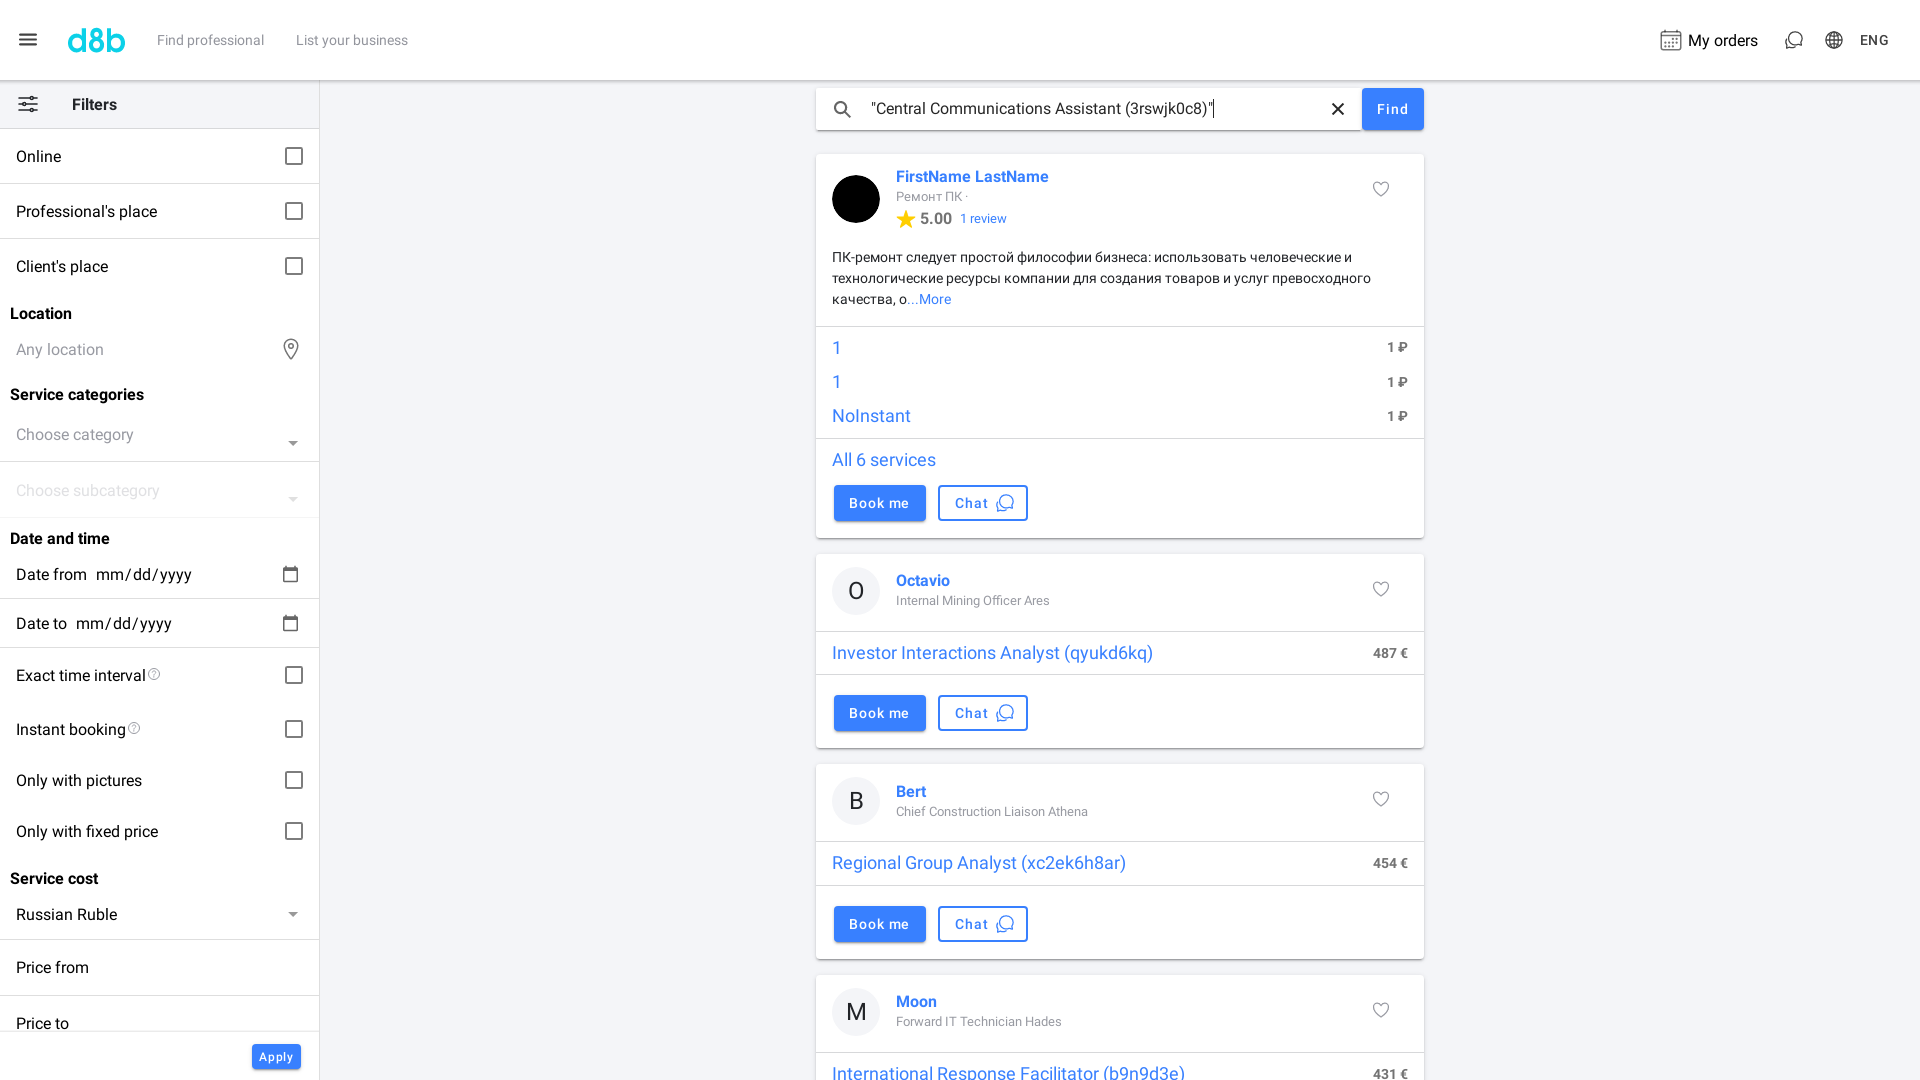 d8b
Find professional
List your business
My orders
ENG
Filters
Online
Professional's place
Client's place
Location
Any location
Service categories
Choose category
Choose subcategory
Date and time
Date from mm/dd/yyyy
Date to mm/dd/yyyy
Exact time interval
Instant booking
Only with pictures
Only with fixed price
Service cost
Russian Ruble
Price from
Price to
Apply
"Central Communications Assistant (3rswjk0c8)"
Find
FirstName LastName
Ремонт ПК ·
5.00 1 review
ПК-ремонт следует простой философии бизнеса: использовать человеческие и
технологические ресурсы компании для создания товаров и услуг превосходного
качества, о...More
1 1 ₽
1 1 ₽
NoInstant 1 ₽
All 6 services
Book me Chat
O
Octavio
Internal Mining Officer Ares
Investor Interactions Analyst (qyukd6kq) 487 €
Book me Chat
B
Bert
Chief Construction Liaison Athena
Regional Group Analyst (xc2ek6h8ar) 454 €
Book me Chat
M
Moon
Forward IT Technician Hades
International Response Facilitator (b9n9d3e) 431 €